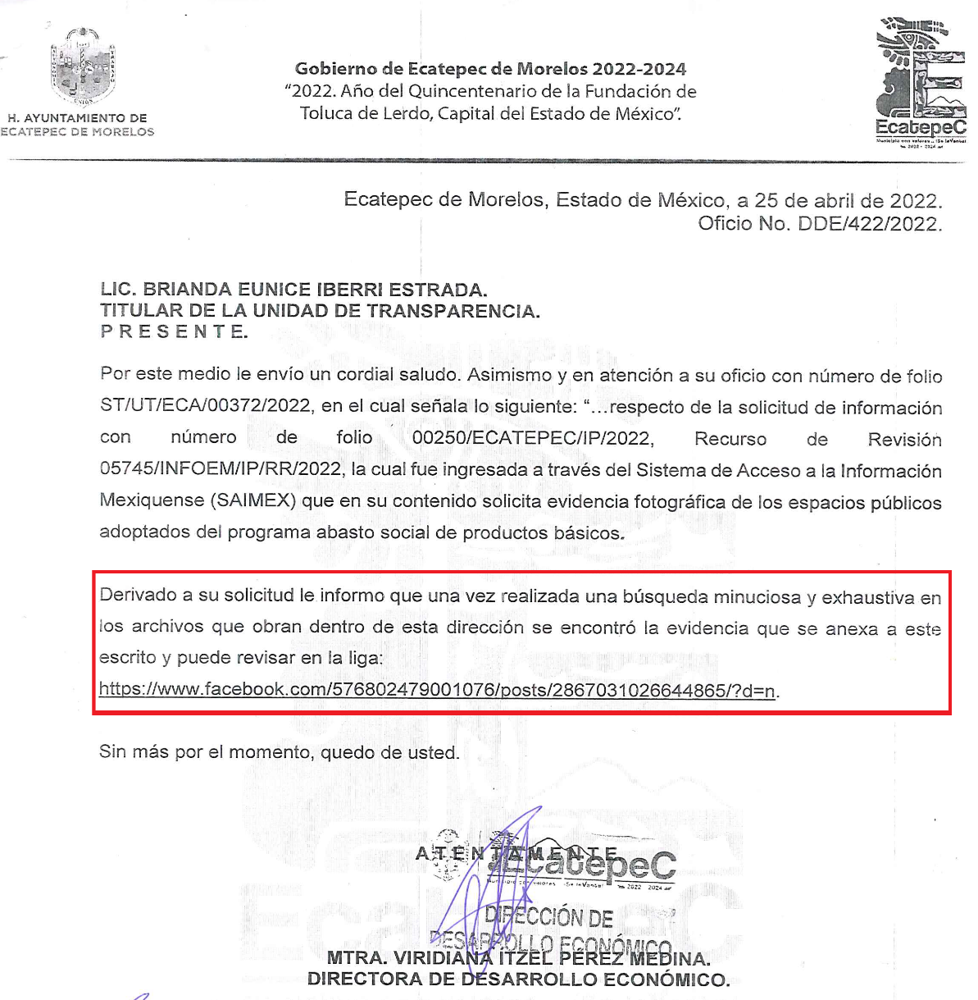 H. AYUNTAMIENTO DE
ECATEPEC DE MORELOS
Gobierno de Ecatepec de Morelos 2022-2024
“2022. Año del Quincentenario de la Fundación de
Toluca de Lerdo, Capital del Estado de México”.
EcatepeC
Municipio con valores
2022 - 2024
Ecatepec de Morelos, Estado de México, a 25 de abril de 2022.
Oficio No. DDE/422/2022.
LIC. BRIANDA EUNICE IBERRI ESTRADA.
TITULAR DE LA UNIDAD DE TRANSPARENCIA.
P R E S E N T E.
Por este medio le envío un cordial saludo. Asimismo y en atención a su oficio con número de folio
ST/UT/ECA/00372/2022, en el cual señala lo siguiente: “...respecto de la solicitud de información
con número de folio 00250/ECATEPEC/IP/2022, Recurso de Revisión
05745/INFOEM/IP/RR/2022, la cual fue ingresada a través del Sistema de Acceso a la Información
Mexiquense (SAIMEX) que en su contenido solicita evidencia fotográfica de los espacios públicos
adoptados del programa abasto social de productos básicos.
Derivado a su solicitud le informo que una vez realizada una búsqueda minuciosa y exhaustiva en
los archivos que obran dentro de esta dirección se encontró la evidencia que se anexa a este
escrito y puede revisar en la liga:
https://www.facebook.com/576802479001076/posts/2867031026644865/?d=n.
Sin más por el momento, quedo de usted.
A T E N T A M E N T E
EcatepeC
2022 2024
DIRECCIÓN DE
DESARROLLO ECONÓMICO
MTRA. VIRIDIANA ITZEL PÉREZ MEDINA.
DIRECTORA DE DESARROLLO ECONÓMICO.